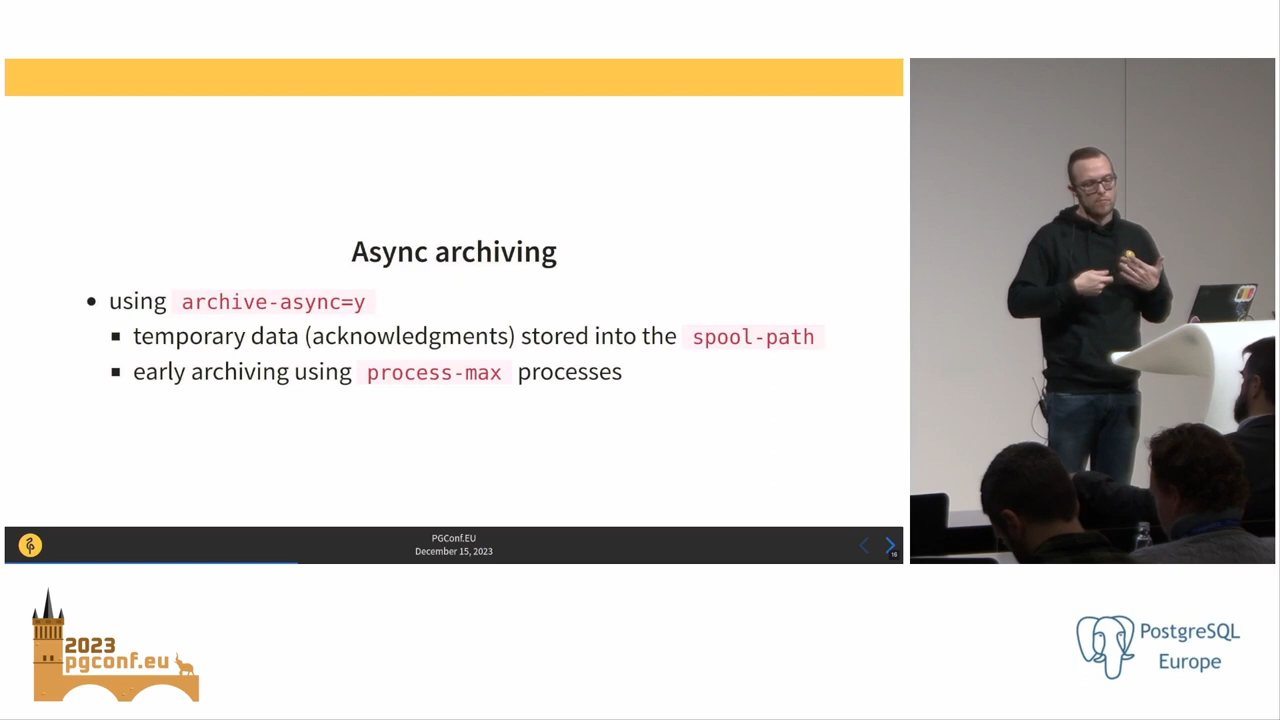 Async archiving
using archive-async=y
temporary data (acknowledgments) stored into the spool-path
early archiving using process-max processes
PGConf.EU
December 15, 2023
16
2023
pgconf.eu
PostgreSQL
Europe